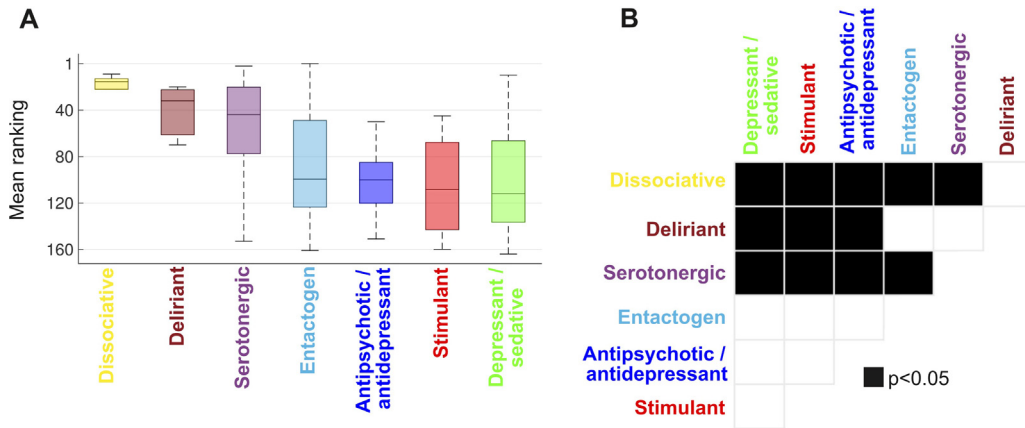 A
Mean ranking
1
40
80
120
160
Dissociative
Deliriant
Serotonergic
Entactogen
Antipsychotic /
antidepressant
Stimulant
Depressant /
sedative
B
Depressant /
sedative
Stimulant
Antipsychotic /
antidepressant
Entactogen
Serotonergic
Deliriant
Dissociative
Deliriant
Serotonergic
Entactogen
Antipsychotic /
antidepressant
Stimulant
p<0.05